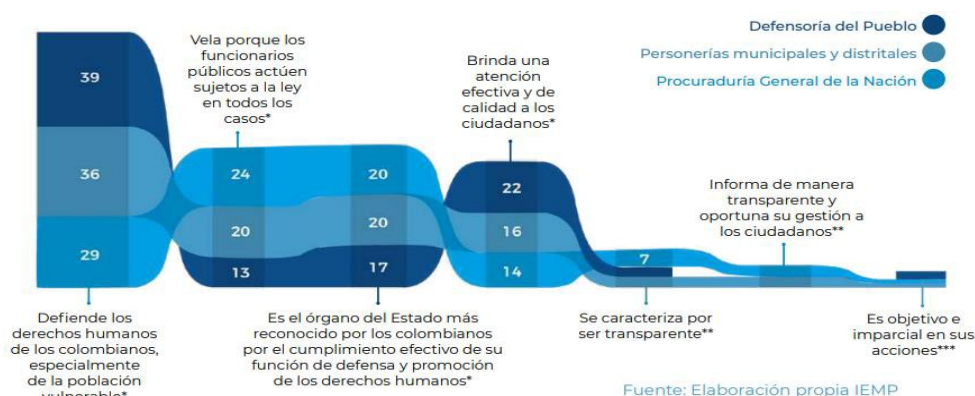 Defensoría del Pueblo
Personerías municipales y distritales
Procuraduría General de la Nación
Vela porque los
funcionarios
públicos actúen
sujetos a la ley
en todos los
casos*
Brinda una
atención
efectiva y de
calidad a los
ciudadanos*
Informa de manera
transparente y
oportuna su gestión a
los ciudadanos**
39
36
29
24
20
13
20
20
17
22
16
14
7
Defiende los
derechos humanos
de los colombianos,
especialmente
de la población
vulnerable*
Es el órgano del Estado más
reconocido por los colombianos
por el cumplimiento efectivo de su
función de defensa y promoción
de los derechos humanos*
Se caracteriza por
ser transparente**
Es objetivo e
imparcial en sus
acciones***
Fuente: Elaboración propia IEMP